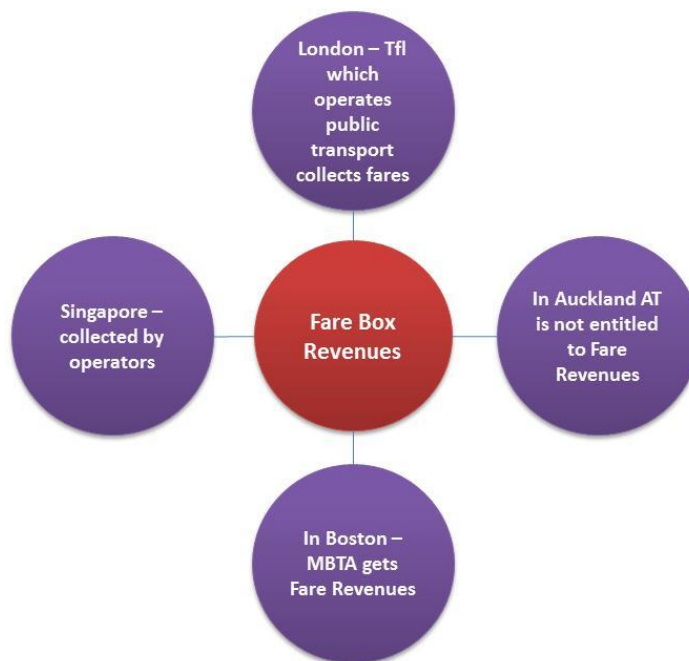 London – Tfl
which
operates
public
transport
collects fares
Singapore –
collected by
operators
Fare Box
Revenues
In Auckland AT
is not entitled
to Fare
Revenues
In Boston –
MBTA gets
Fare Revenues